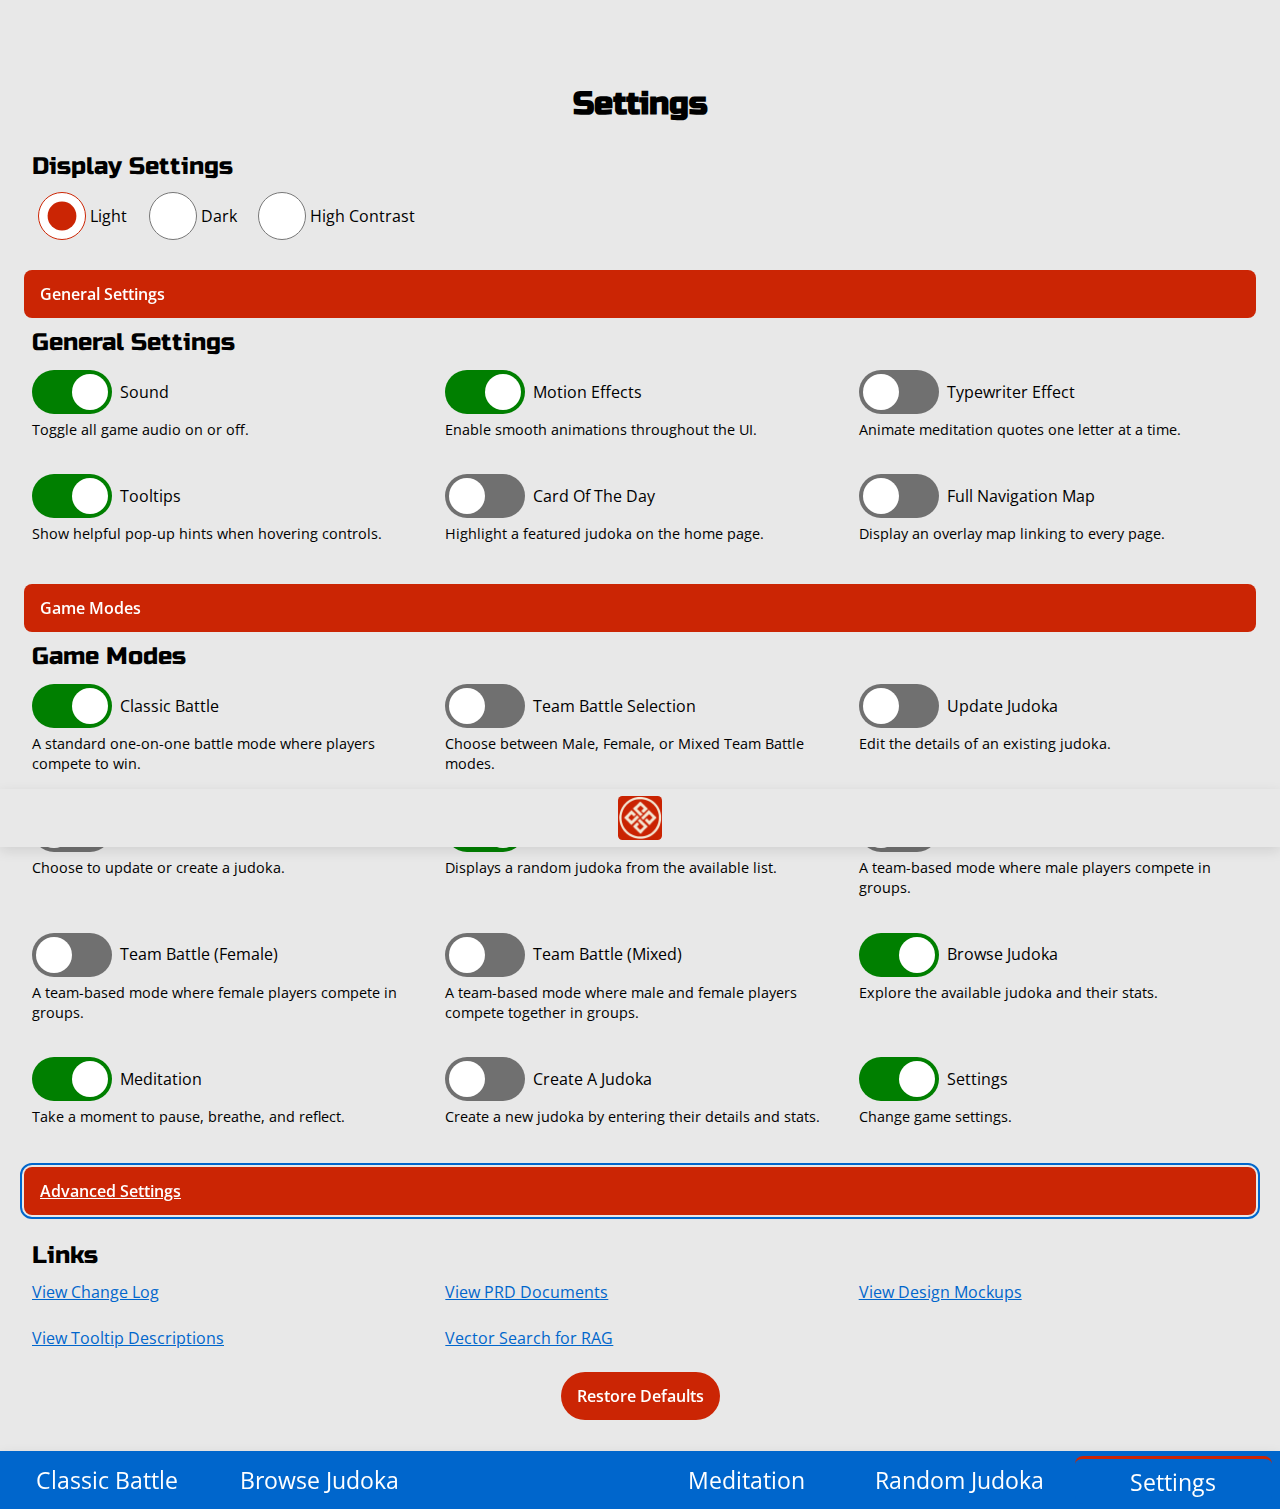 Settings
Display Settings
Light Dark High Contrast
General Settings
General Settings
Sound Motion Effects Typewriter Effect
Toggle all game audio on or off. Enable smooth animations throughout the UI. Animate meditation quotes one letter at a time.
Tooltips Card Of The Day Full Navigation Map
Show helpful pop-up hints when hovering controls. Highlight a featured judoka on the home page. Display an overlay map linking to every page.
Game Modes
Game Modes
Classic Battle Team Battle Selection Update Judoka
A standard one-on-one battle mode where players Choose between Male, Female, or Mixed Team Battle Edit the details of an existing judoka.
compete to win. modes.
Choose to update or create a judoka. Displays a random judoka from the available list. A team-based mode where male players compete in
groups.
Team Battle (Female) Team Battle (Mixed) Browse Judoka
A team-based mode where female players compete in A team-based mode where male and female players Explore the available judoka and their stats.
groups. compete together in groups.
Meditation Create A Judoka Settings
Take a moment to pause, breathe, and reflect. Create a new judoka by entering their details and stats. Change game settings.
Advanced Settings
Links
View Change Log View PRD Documents View Design Mockups
View Tooltip Descriptions Vector Search for RAG
Restore Defaults
Classic Battle Browse Judoka Meditation Random Judoka Settings